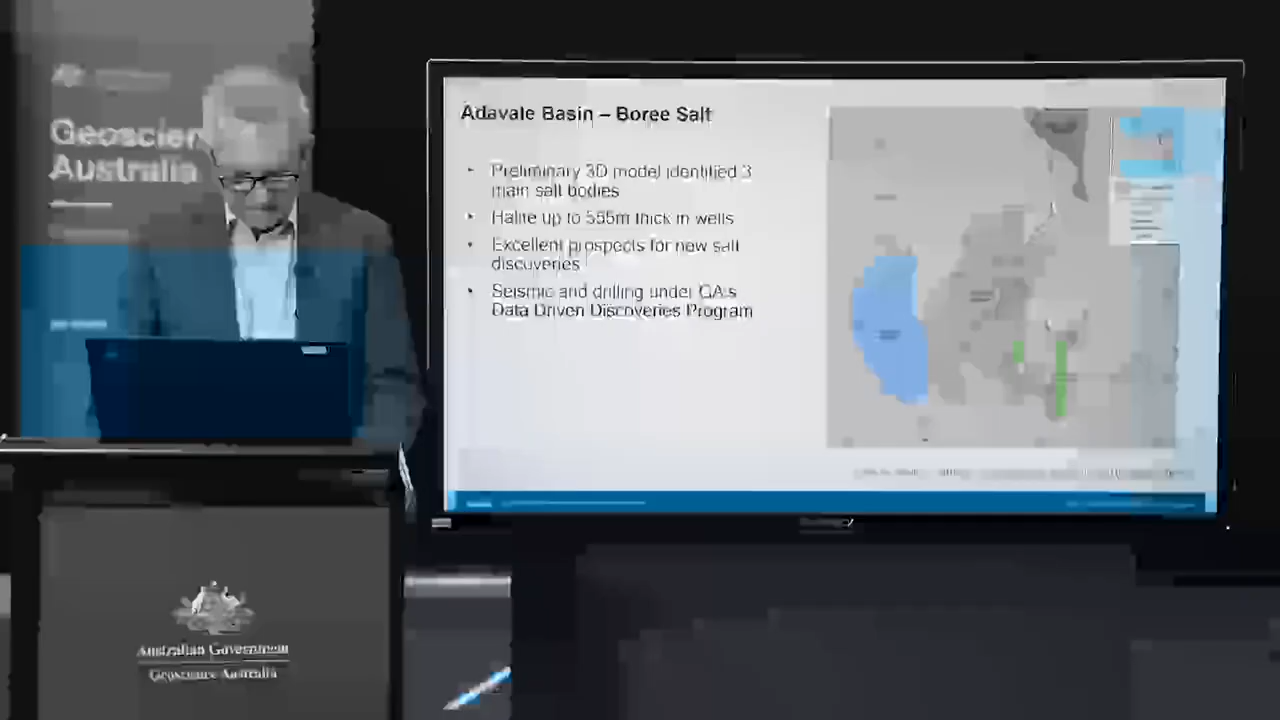 Geoscien
Australia
Adavale Basin – Boree Salt
• Preliminary 3D model identified 3
main salt bodies
• Halite up to 555m thick in wells
• Excellent prospects for new salt
discoveries
• Seismic and drilling under GA's
Data Driven Discoveries Program
Australian Government
Geoscience Australia